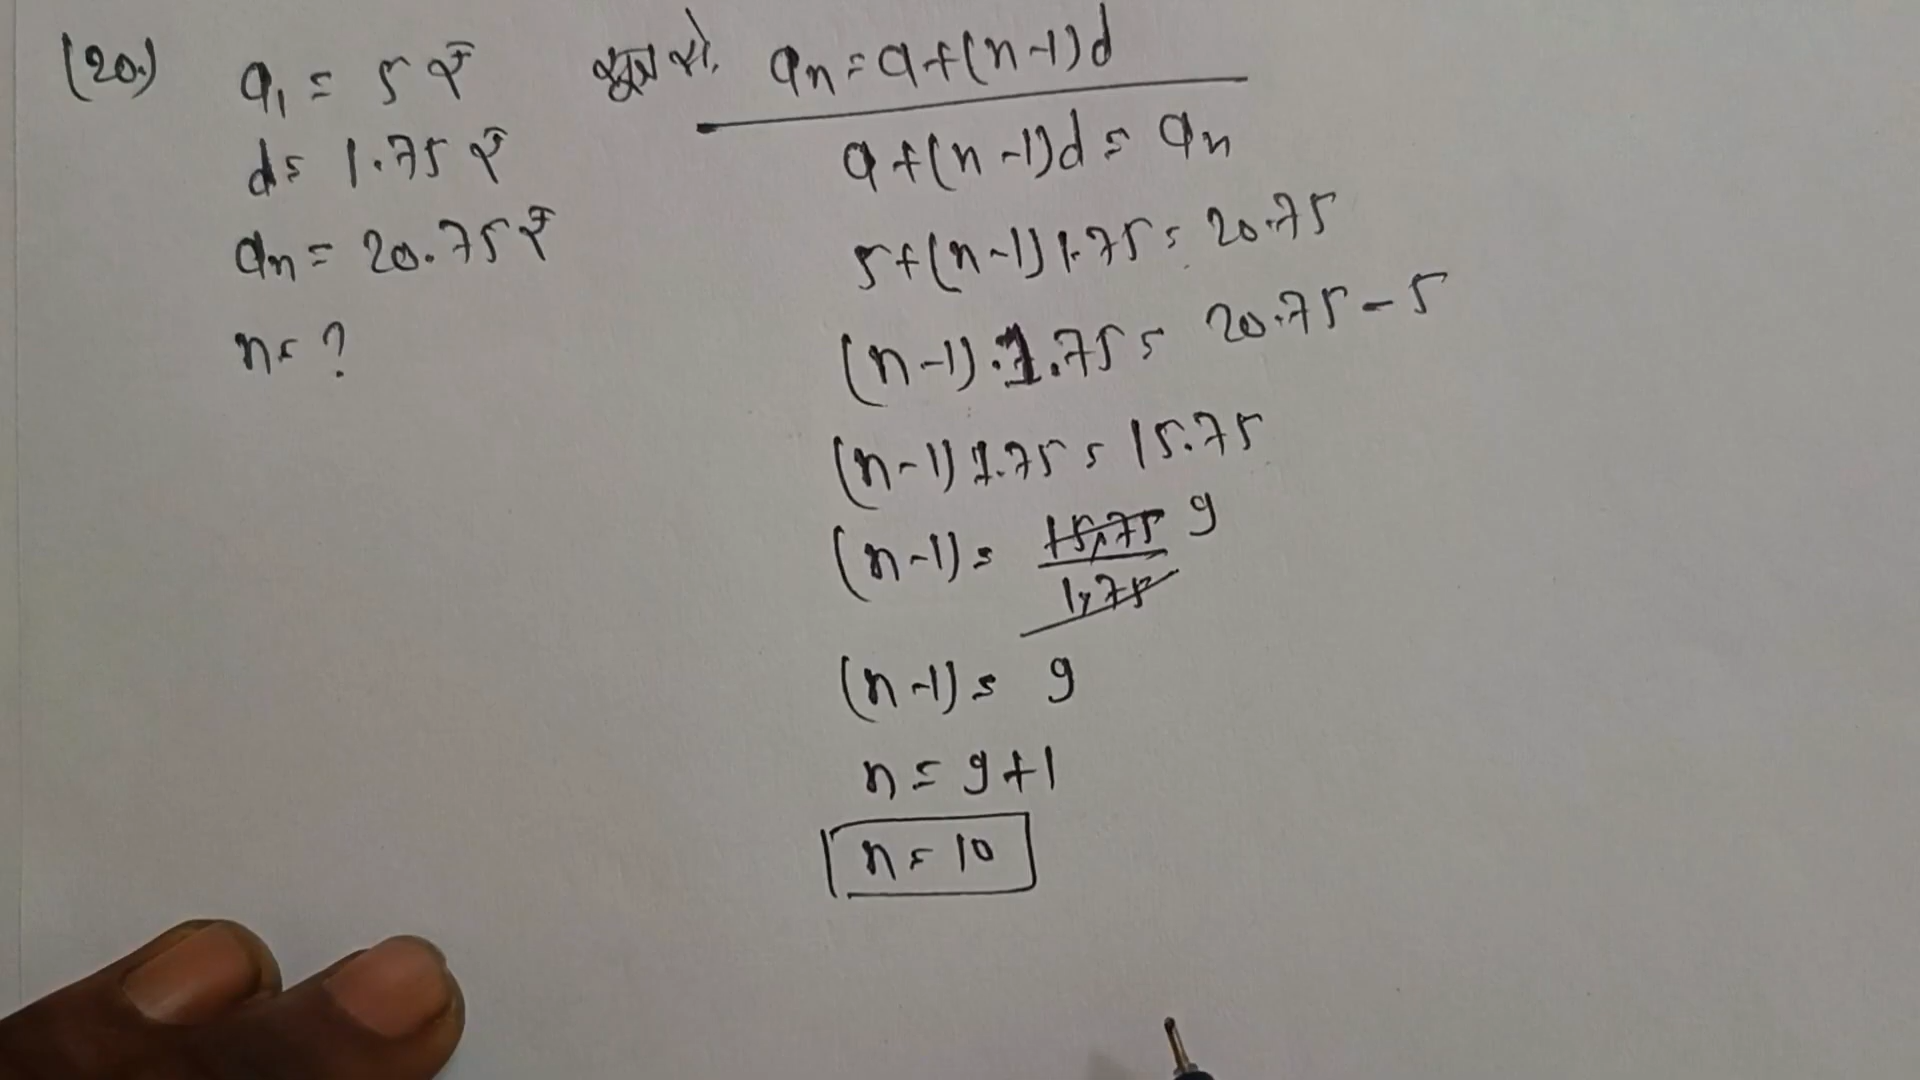 (20.)
a₁ = 5 ₹
d = 1.75 ₹
aₙ = 20.75 ₹
n = ?
सूत्र से, aₙ = a+(n-1)d
a+(n-1)d = aₙ
5+(n-1)1.75 = 20.75
(n-1).1.75 = 20.75-5
(n-1)1.75 = 15.75
(n-1) = 15.75/1.75 9
(n-1) = 9
n = 9+1
n = 10